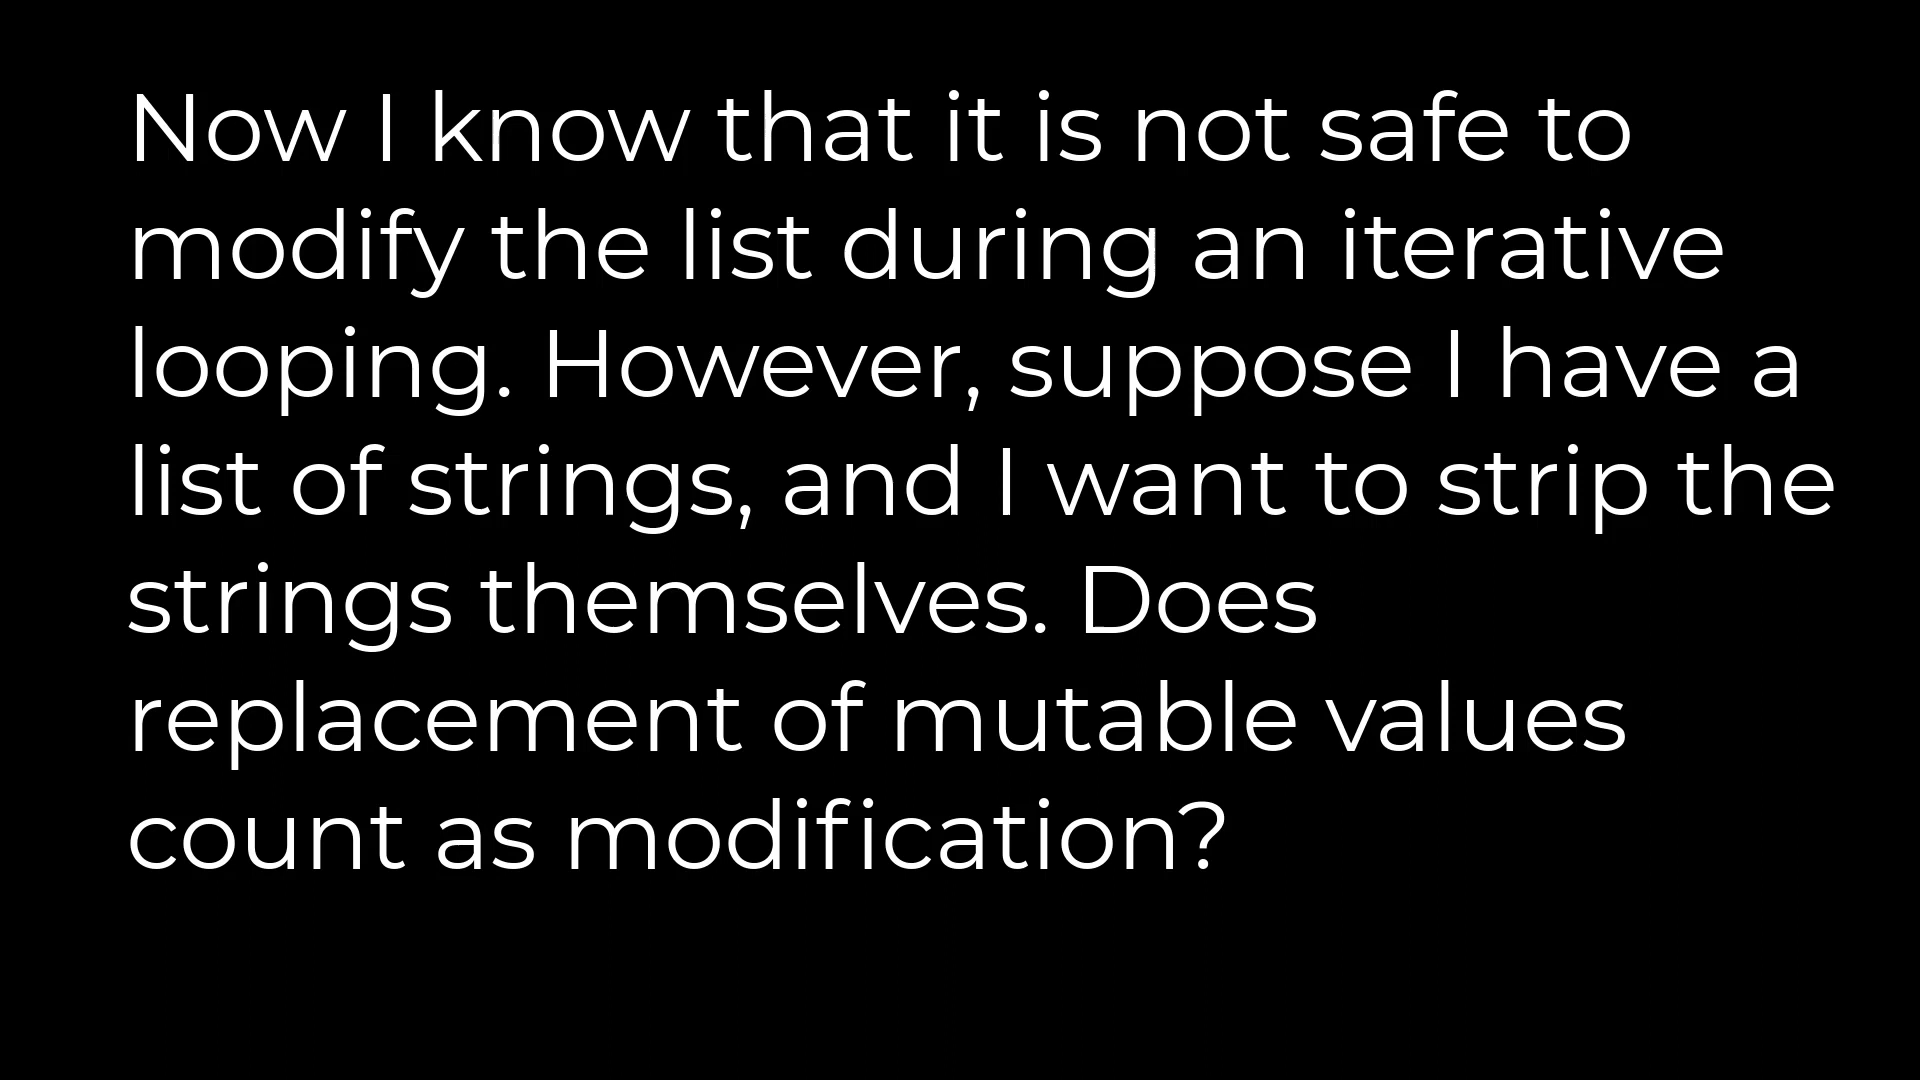 Now I know that it is not safe to
modify the list during an iterative
looping. However, suppose I have a
list of strings, and I want to strip the
strings themselves. Does
replacement of mutable values
count as modification?